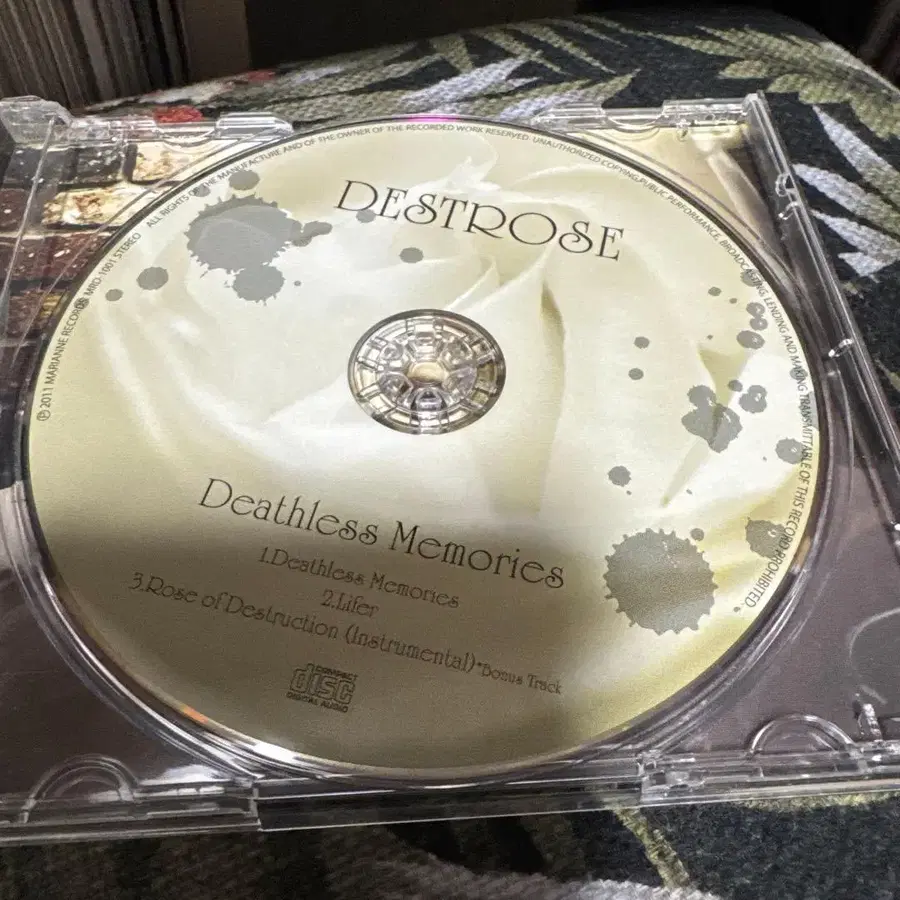 ℗ 2011 MARIANNE RECORDS MRO-1001 STEREO ALL RIGHTS OF THE MANUFACTURE AND OF THE OWNER OF THE RECORDED WORK RESERVED. UNAUTHORIZED COPYING, PUBLIC PERFORMANCE, BROADCASTING, LENDING AND MAKING TRANSMITTABLE OF THIS RECORD PROHIBITED.
DESTROSE
Deathless Memories
1.Deathless Memories
2.Lifer
3.Rose of Destruction (Instrumental)*Bonus Track
COMPACT
disc
DIGITAL AUDIO